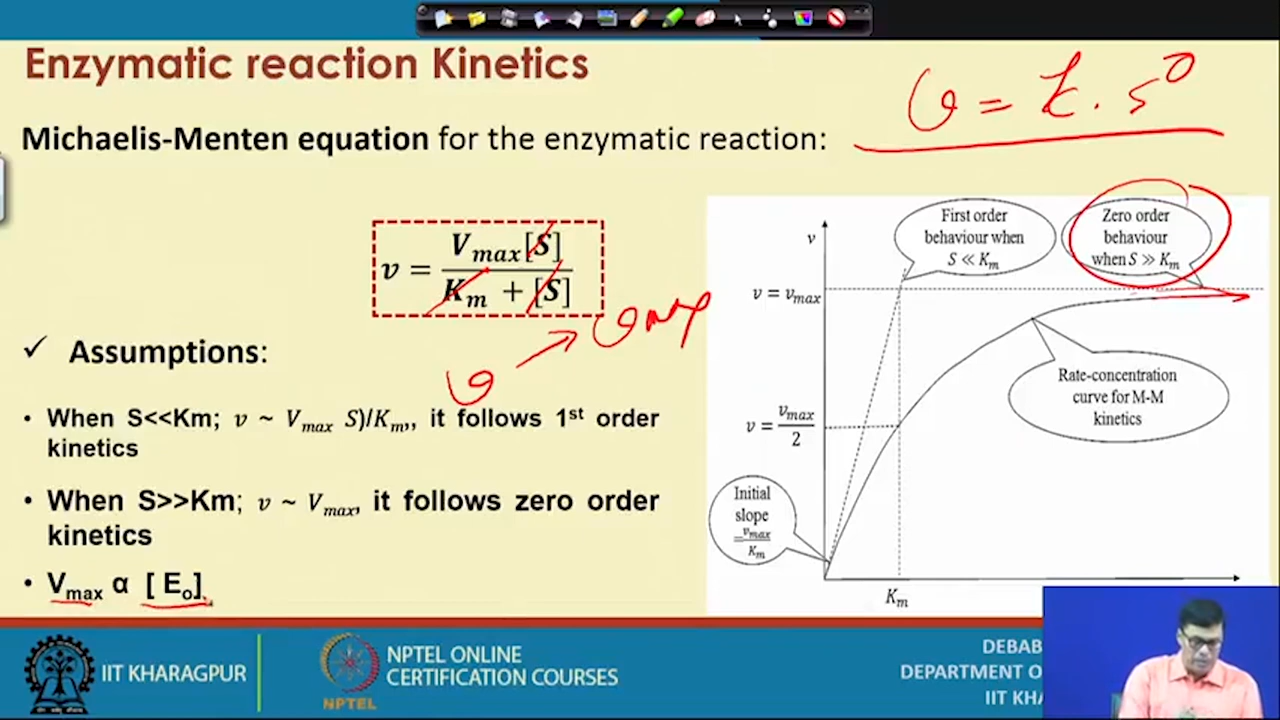 Enzymatic reaction Kinetics
v = k . s⁰
Michaelis-Menten equation for the enzymatic reaction:
v = Vmax[S] / Km + [S]
v → vmax
✓ Assumptions:
• When S<<Km; v ~ Vmax S)/Km,, it follows 1st order
kinetics
• When S>>Km; v ~ Vmax, it follows zero order
kinetics
• Vmax α [ Eo]
First order
behaviour when
S ≪ Km
Zero order
behaviour
when S ≫ Km
v
v = vmax
Rate-concentration
curve for M-M
kinetics
v = vmax / 2
Initial
slope
= vmax / Km
Km
IIT KHARAGPUR
NPTEL
NPTEL ONLINE
CERTIFICATION COURSES
DEBAB
DEPARTMENT O
IIT KHA